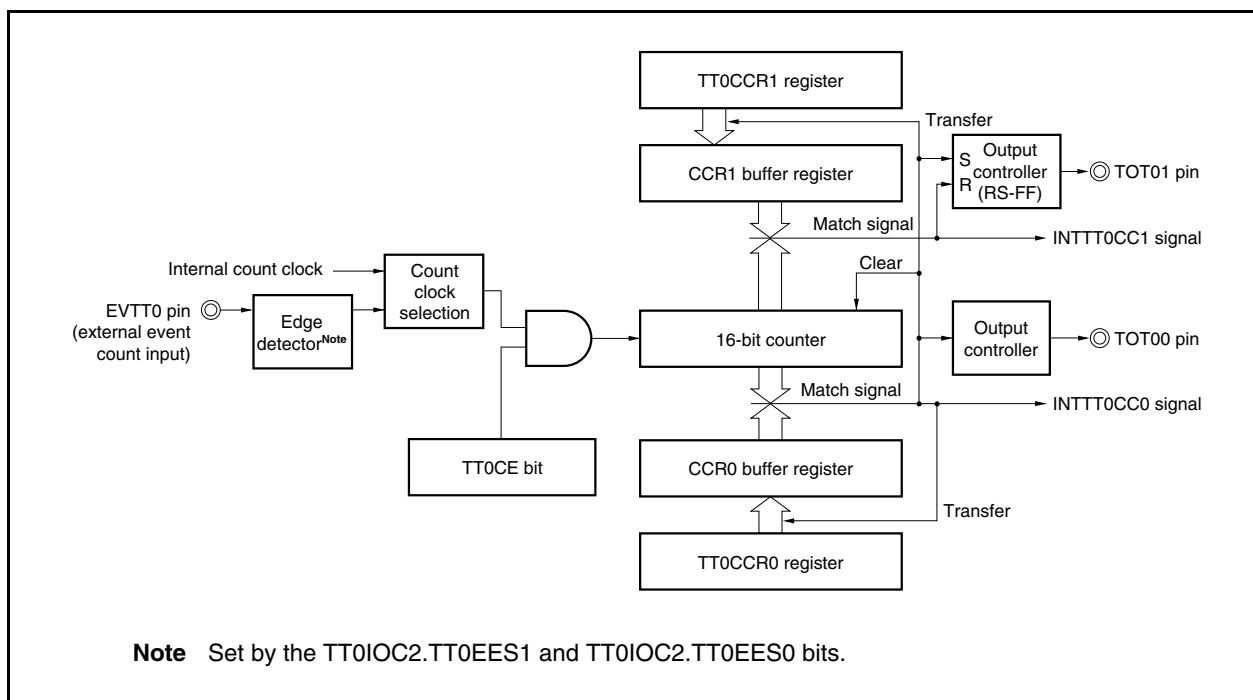 TT0CCR1 register
Transfer
CCR1 buffer register
S
R
Output
controller
(RS-FF)
TOT01 pin
Match signal
INTTT0CC1 signal
Internal count clock
Count
clock
selection
Clear
EVTT0 pin
(external event
count input)
Edge
detectorNote
16-bit counter
Output
controller
TOT00 pin
Match signal
INTTT0CC0 signal
TT0CE bit
CCR0 buffer register
Transfer
TT0CCR0 register
Note Set by the TT0IOC2.TT0EES1 and TT0IOC2.TT0EES0 bits.